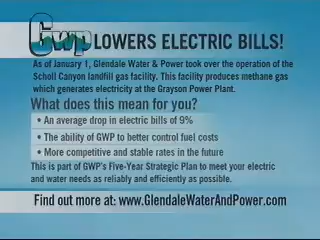 GWP LOWERS ELECTRIC BILLS!
As of January 1, Glendale Water & Power took over the operation of the
Scholl Canyon landfill gas facility. This facility produces methane gas
which generates electricity at the Grayson Power Plant.
What does this mean for you?
• An average drop in electric bills of 9%
• The ability of GWP to better control fuel costs
• More competitive and stable rates in the future
This is part of GWP's Five-Year Strategic Plan to meet your electric
and water needs as reliably and efficiently as possible.
Find out more at: www.GlendaleWaterAndPower.com